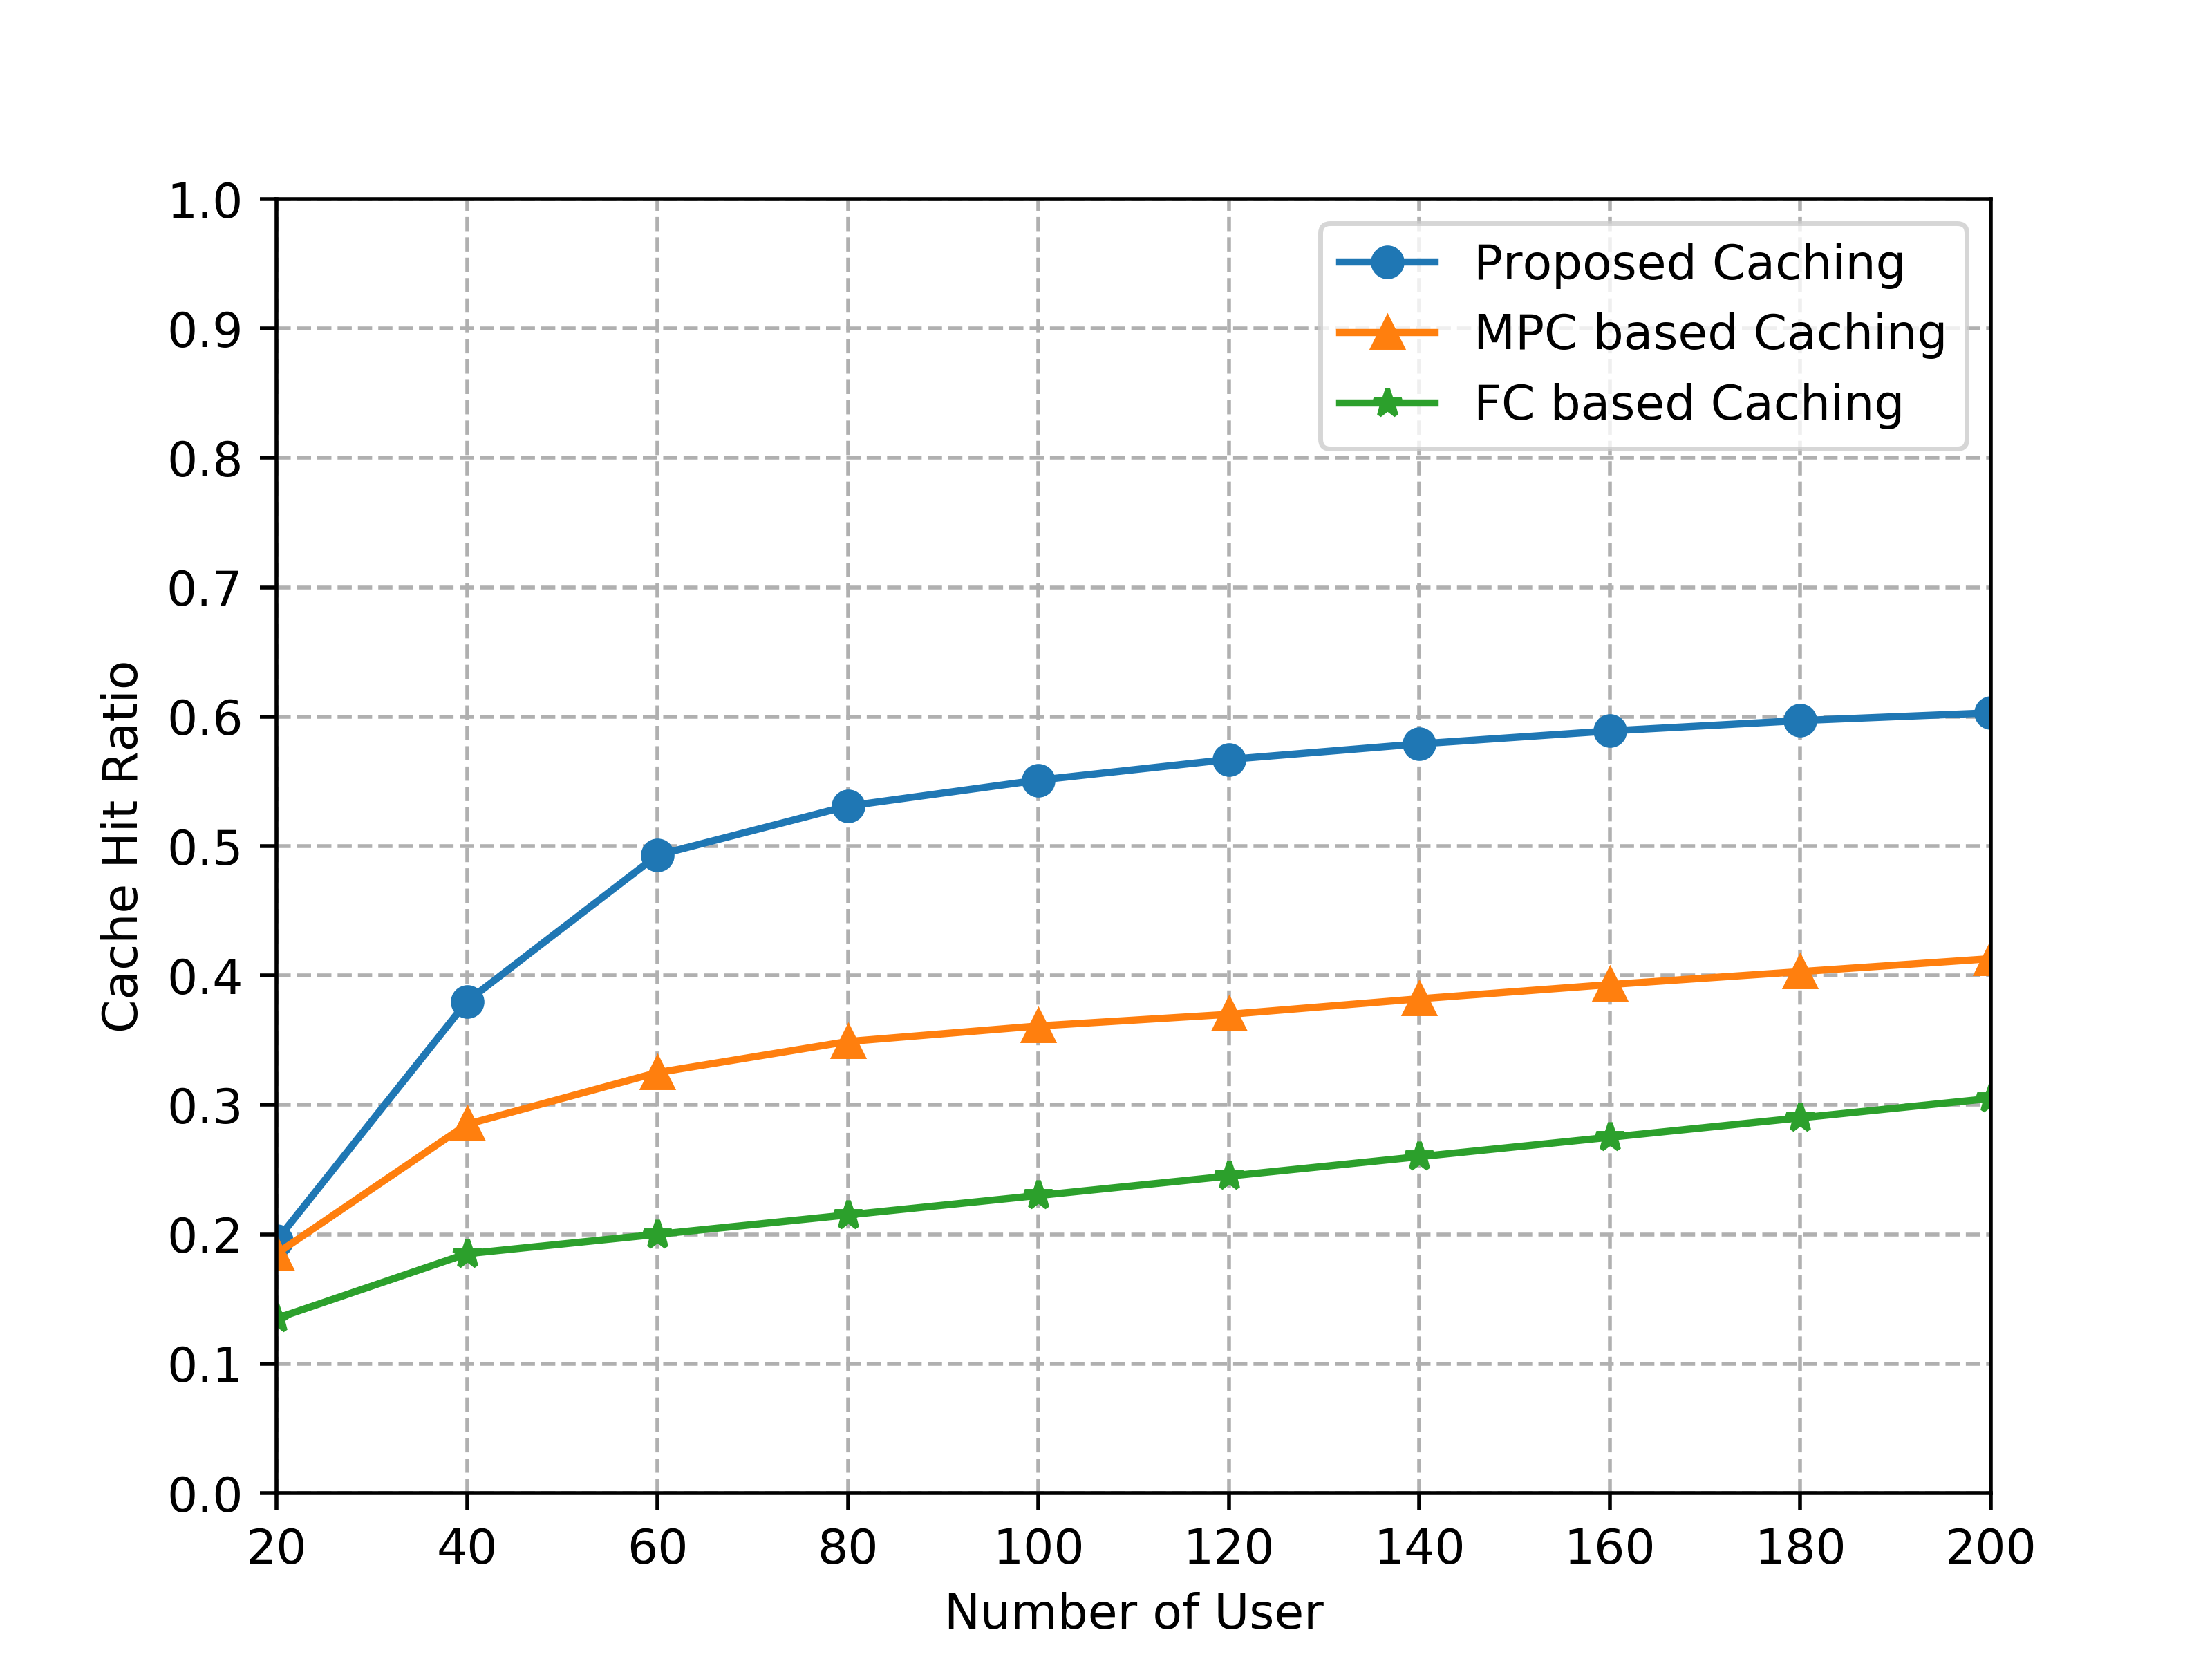 1.0
0.9
0.8
0.7
0.6
0.5
0.4
0.3
0.2
0.1
0.0
Cache Hit Ratio
Proposed Caching
MPC based Caching
FC based Caching
20 40 60 80 100 120 140 160 180 200
Number of User